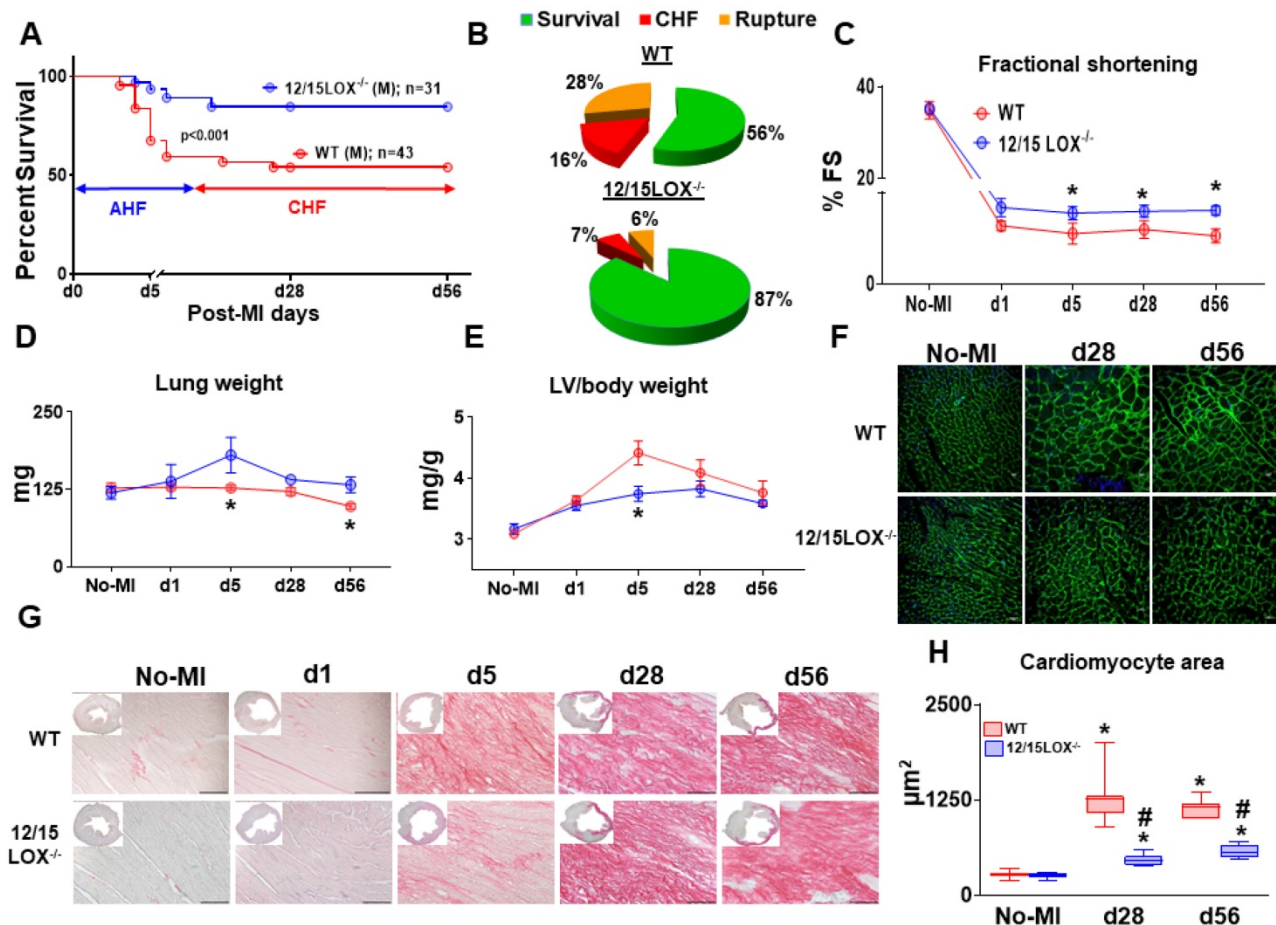 A
Percent Survival
100
50
0
12/15LOX-/- (M); n=31
p<0.001
WT (M); n=43
AHF
CHF
d0
d5
d28
d56
Post-MI days
Survival CHF Rupture
B
WT
28%
16%
56%
12/15LOX-/-
6%
7%
87%
C
Fractional shortening
% FS
40
20
0
WT
12/15 LOX-/-
* * *
No-MI d1 d5 d28 d56
D
Lung weight
mg
250
125
0
* *
No-MI d1 d5 d28 d56
E
LV/body weight
mg/g
5
4
3
*
No-MI d1 d5 d28 d56
F
No-MI d28 d56
WT
12/15LOX-/-
G
No-MI d1 d5 d28 d56
WT
12/15
LOX-/-
H
Cardiomyocyte area
µm²
2500
1250
0
WT
12/15LOX-/-
*
#
*
*
#
*
No-MI d28 d56